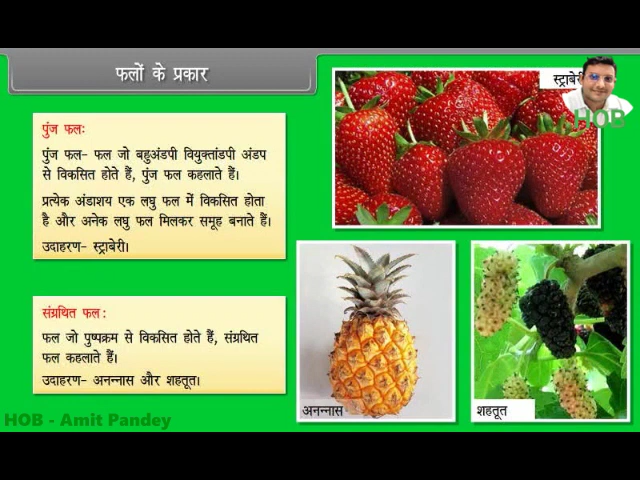 फलों के प्रकार
स्ट्राबेरी
HOB
पुंज फलः
पुंज फल- फल जो बहुअंडपी वियुक्तांडपी अंडप
से विकसित होते हैं, पुंज फल कहलाते हैं।
प्रत्येक अंडाशय एक लघु फल में विकसित होता
है और अनेक लघु फल मिलकर समूह बनाते हैं।
उदाहरण- स्ट्राबेरी।
संग्रथित फल:
फल जो पुष्पक्रम से विकसित होते हैं, संग्रथित
फल कहलाते हैं।
उदाहरण- अनन्नास और शहतूत।
अनन्नास
शहतूत
HOB - Amit Pandey